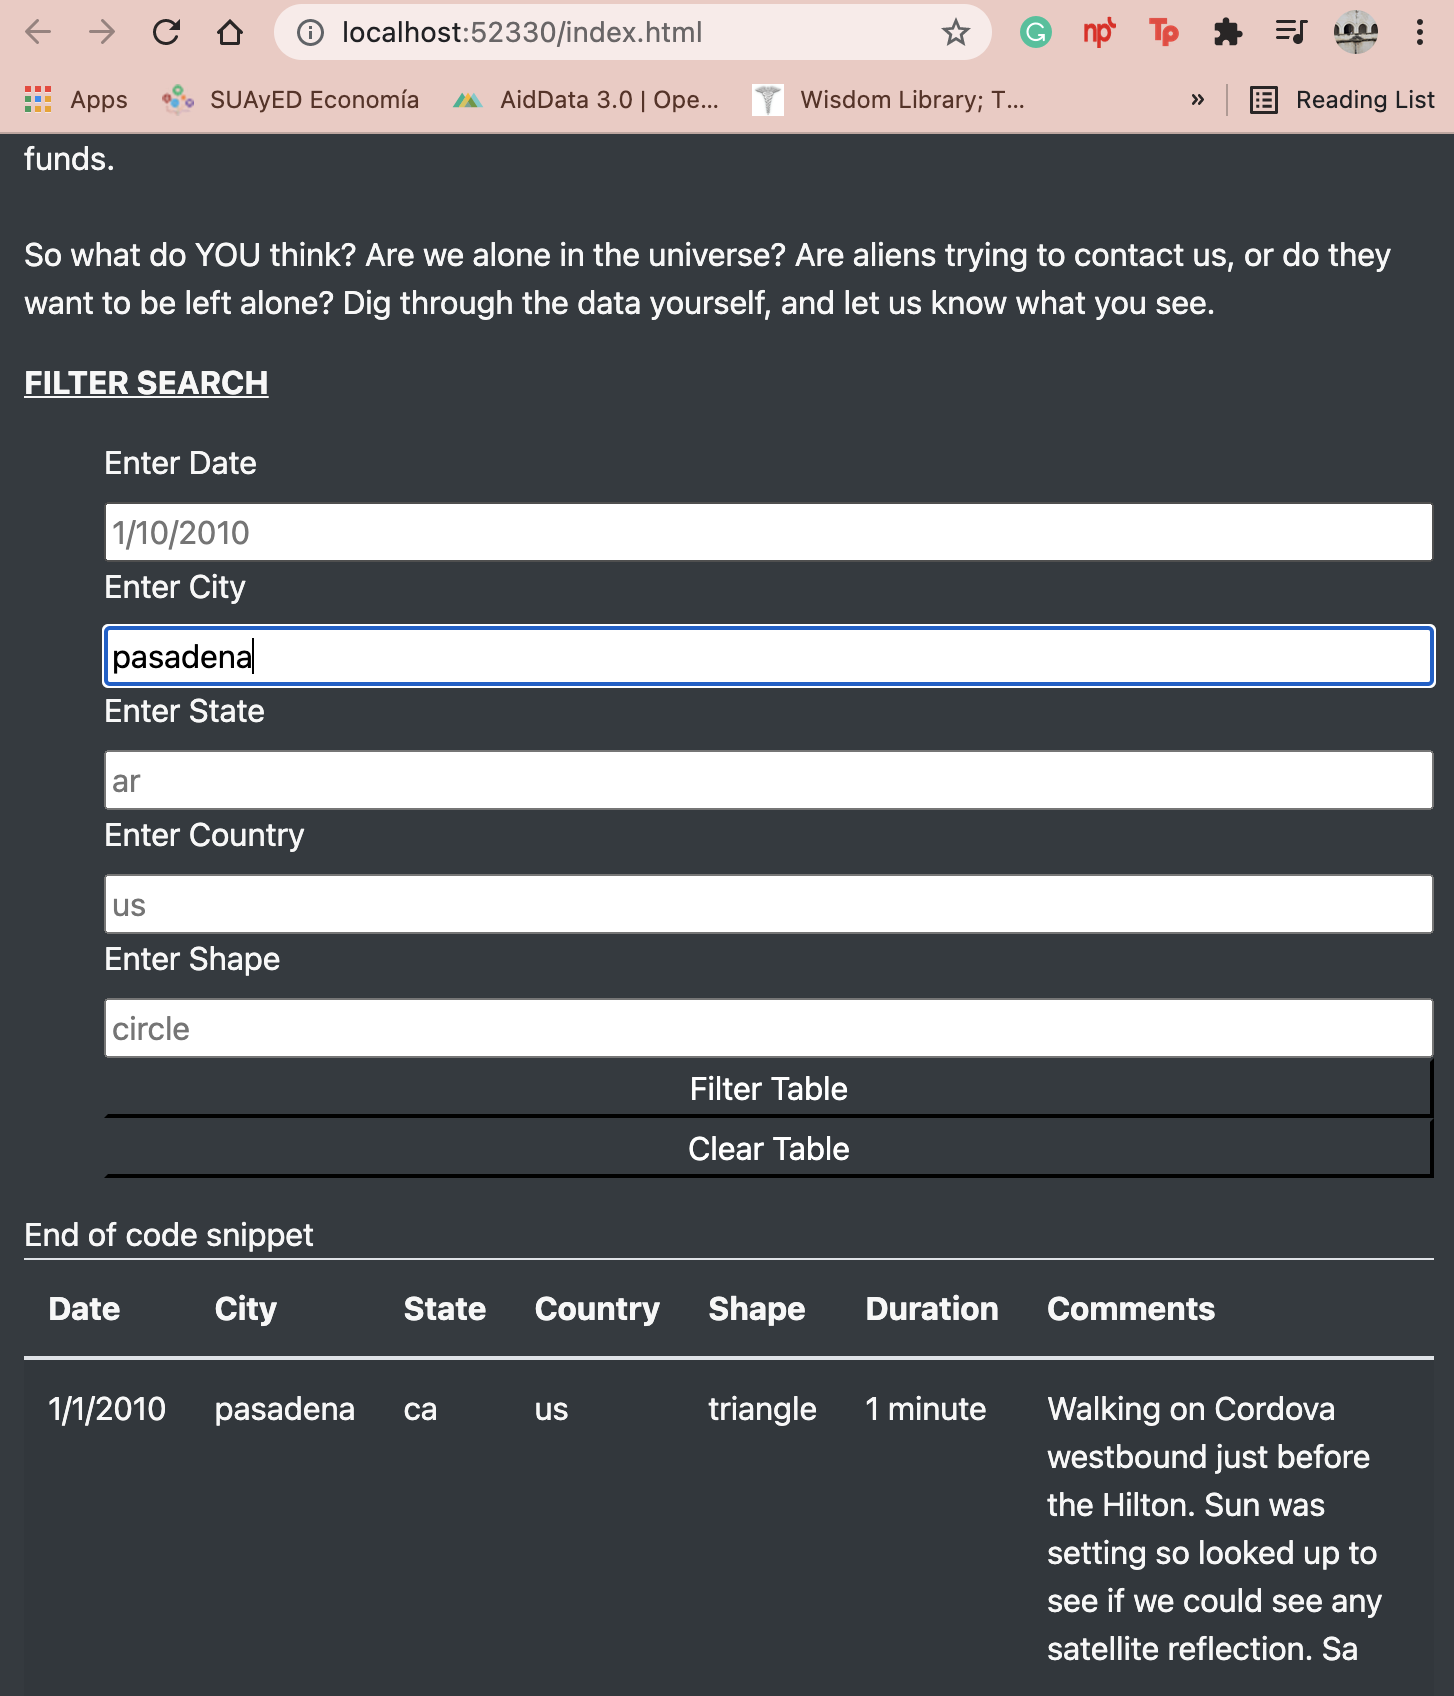 localhost:52330/index.html
G np t Tp
Apps SUAyED Economía AidData 3.0 | Ope... Wisdom Library; T... » Reading List
funds.
So what do YOU think? Are we alone in the universe? Are aliens trying to contact us, or do they
want to be left alone? Dig through the data yourself, and let us know what you see.
FILTER SEARCH
Enter Date
1/10/2010
Enter City
pasadena
Enter State
ar
Enter Country
us
Enter Shape
circle
Filter Table
Clear Table
End of code snippet
Date City State Country Shape Duration Comments
1/1/2010 pasadena ca us triangle 1 minute Walking on Cordova
westbound just before
the Hilton. Sun was
setting so looked up to
see if we could see any
satellite reflection. Sa